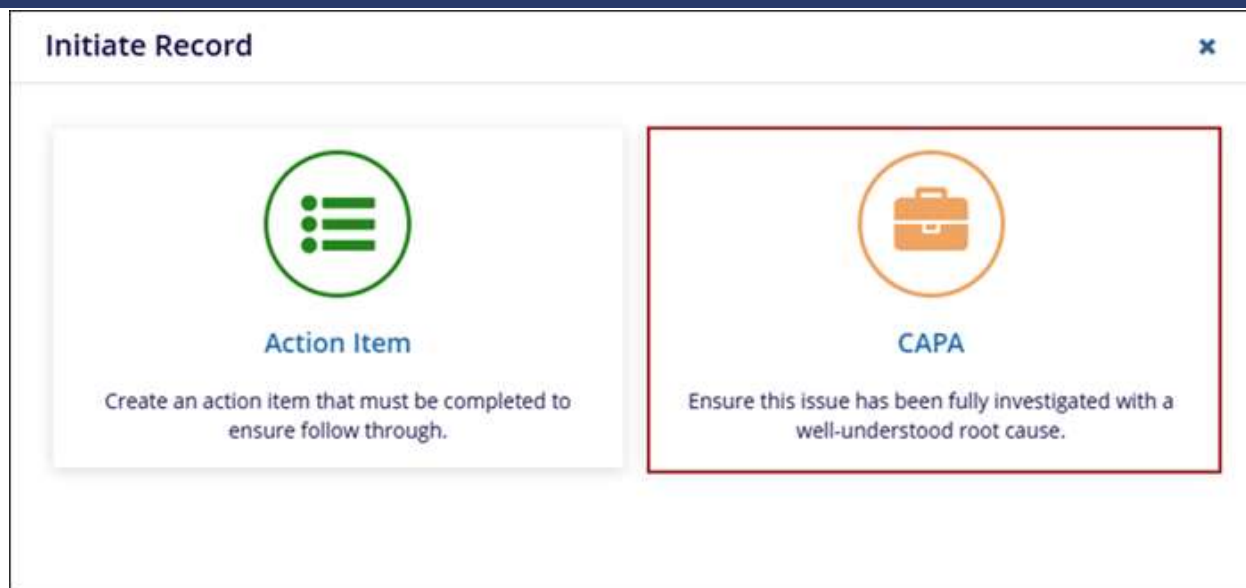 Initiate Record
Action Item
Create an action item that must be completed to
ensure follow through.
CAPA
Ensure this issue has been fully investigated with a
well-understood root cause.